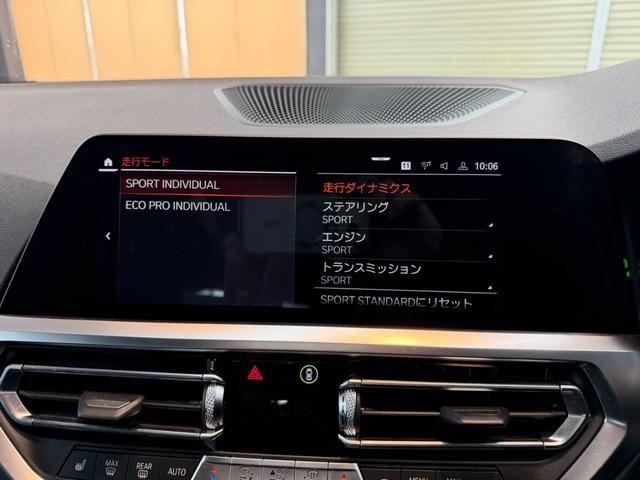 走行モード
11
10:06
SPORT INDIVIDUAL
ECO PRO INDIVIDUAL
走行ダイナミクス
ステアリング
SPORT
エンジン
SPORT
トランスミッション
SPORT
SPORT STANDARDにリセット
MAX
REAR
AUTO
MENU